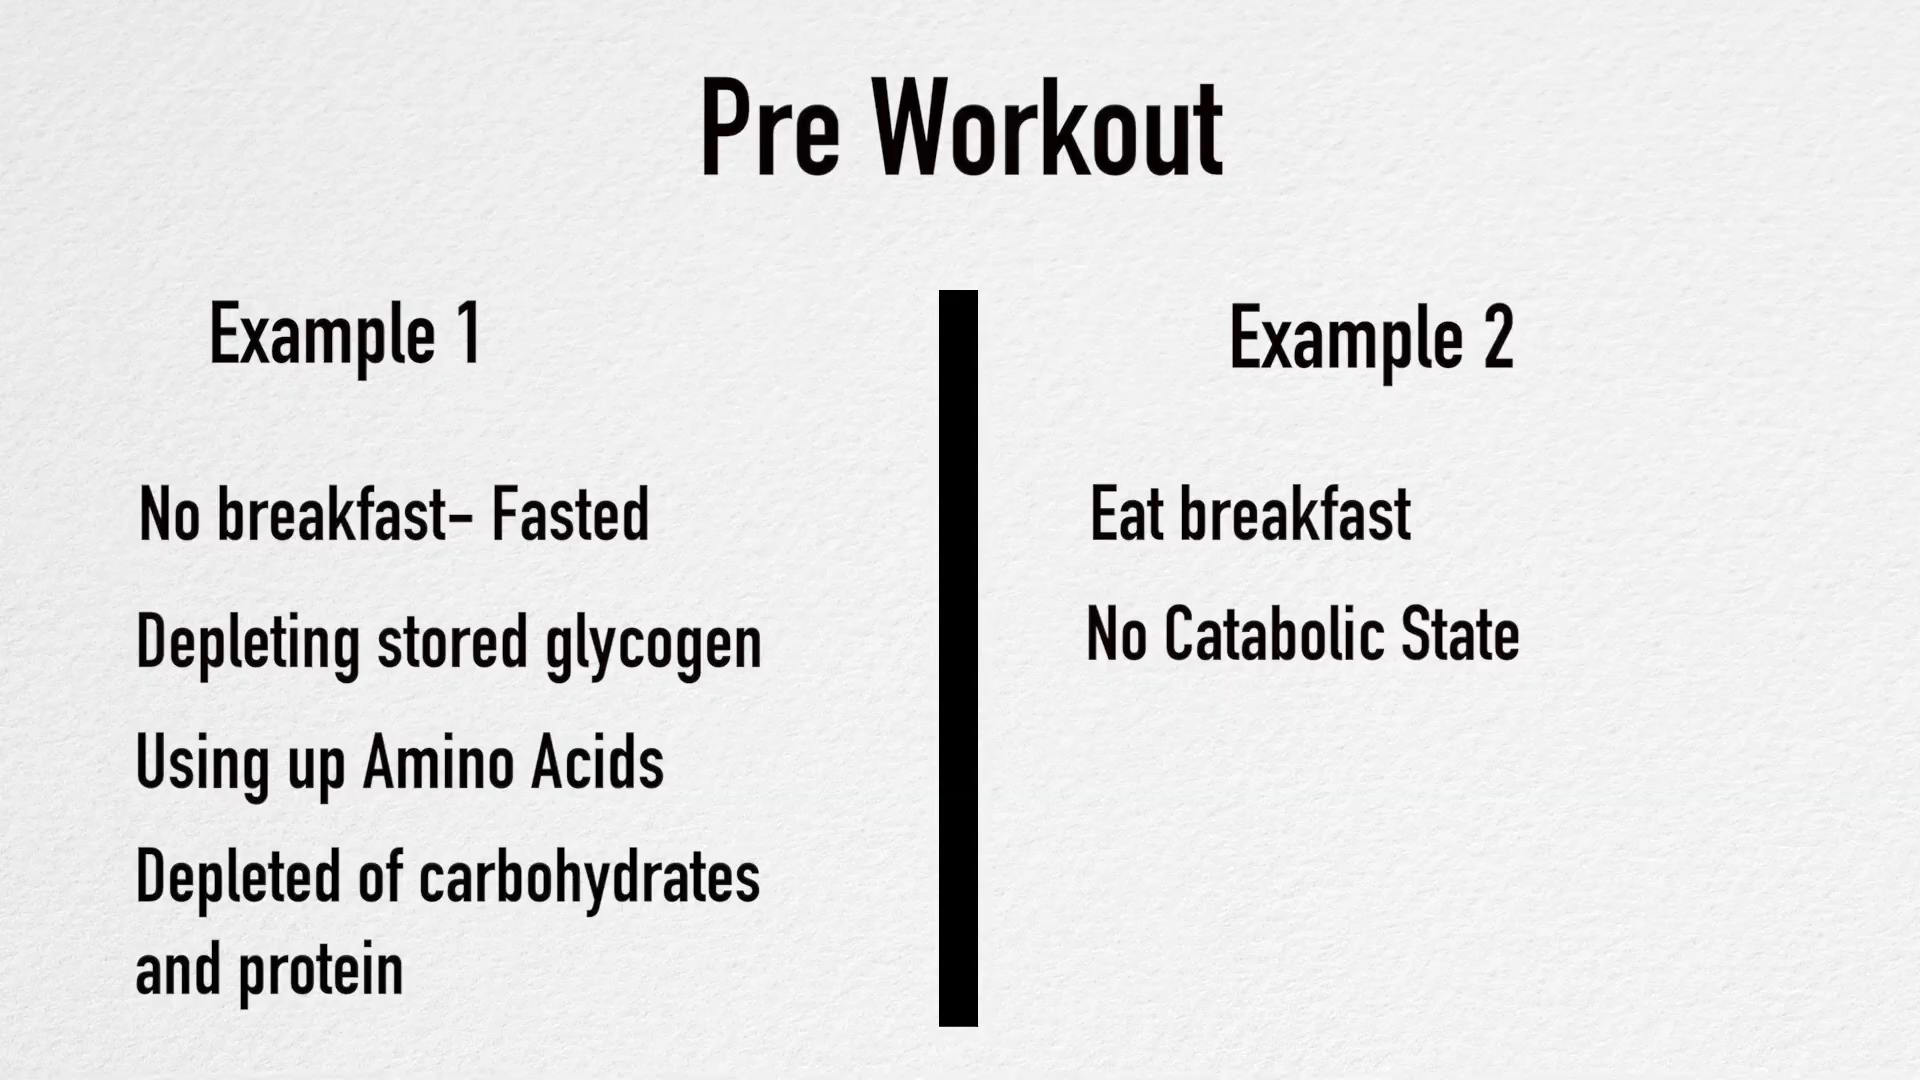 Pre Workout
Example 1
No breakfast- Fasted
Depleting stored glycogen
Using up Amino Acids
Depleted of carbohydrates
and protein
Example 2
Eat breakfast
No Catabolic State